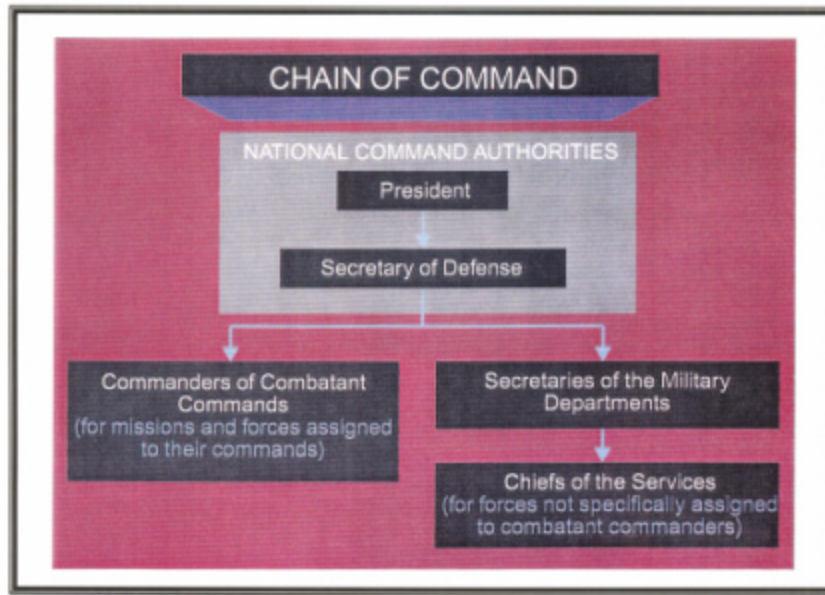 CHAIN OF COMMAND
NATIONAL COMMAND AUTHORITIES
President
Secretary of Defense
Commanders of Combatant
Commands
(for missions and forces assigned
to their commands)
Secretaries of the Military
Departments
Chiefs of the Services
(for forces not specifically assigned
to combatant commanders)